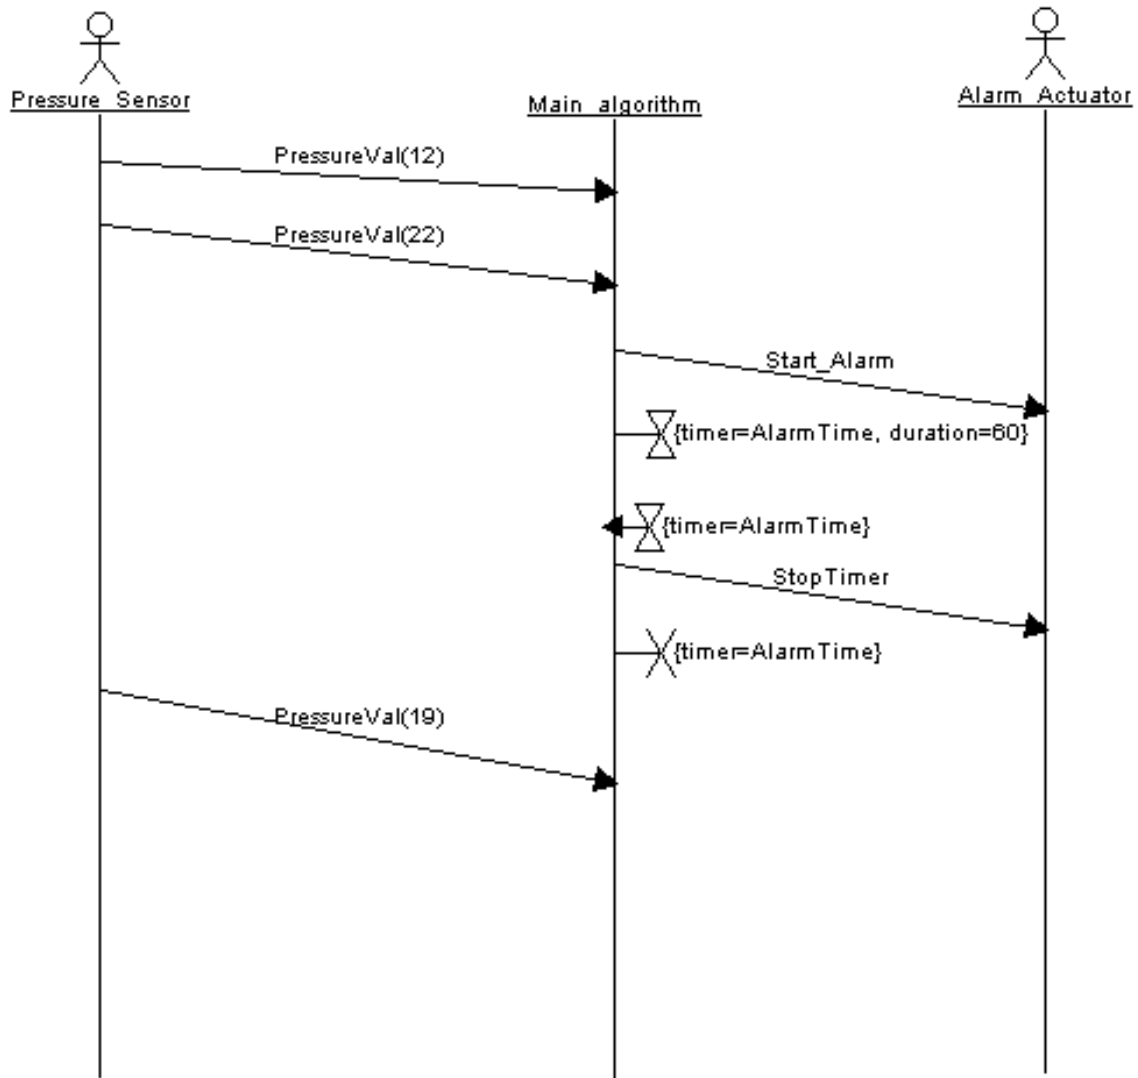 Pressure_Sensor
Main_algorithm
Alarm_Actuator
PressureVal(12)
PressureVal(22)
Start_Alarm
{timer=AlarmTime, duration=60}
{timer=AlarmTime}
StopTimer
{timer=AlarmTime}
PressureVal(19)